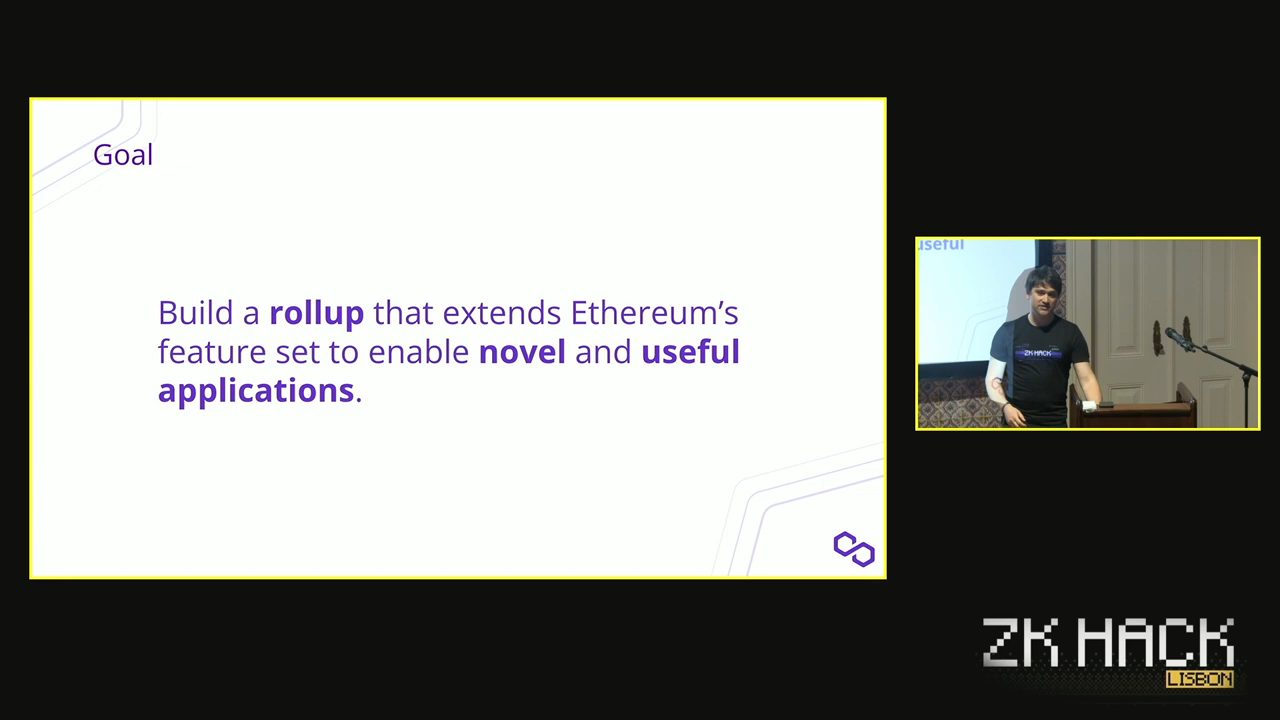 Goal
Build a rollup that extends Ethereum’s
feature set to enable novel and useful
applications.
useful
ZK HACK
ZK HACK
LISBON